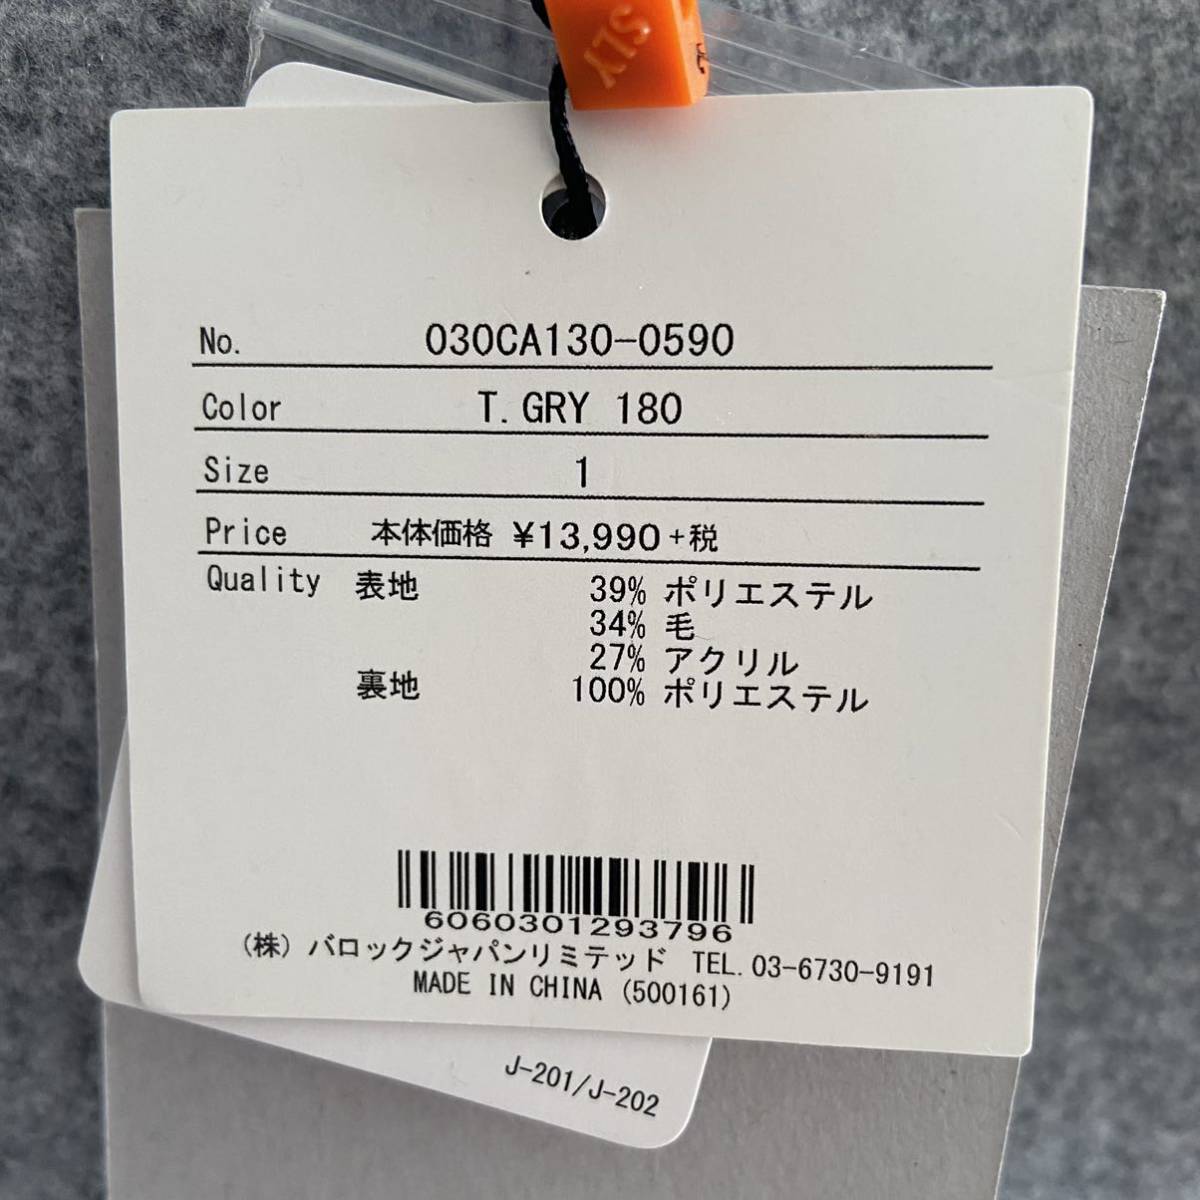 SLY
No. 030CA130-0590
Color T.GRY 180
Size 1
Price 本体価格 ¥13,990+税
Quality 表地 39% ポリエステル
34% 毛
27% アクリル
裏地 100% ポリエステル
6060301293796
(株)バロックジャパンリミテッド TEL.03-6730-9191
MADE IN CHINA (500161)
J-201/J-202